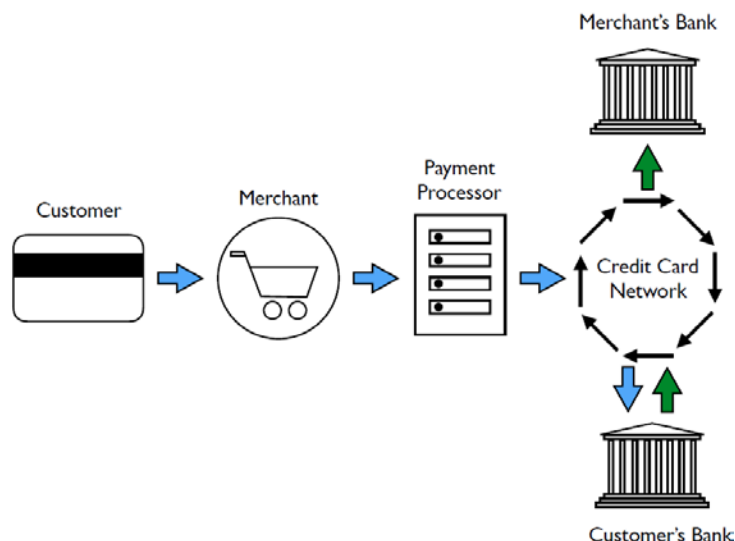 Merchant's Bank
Payment
Processor
Merchant
Customer
Credit Card
Network
Customer's Bank